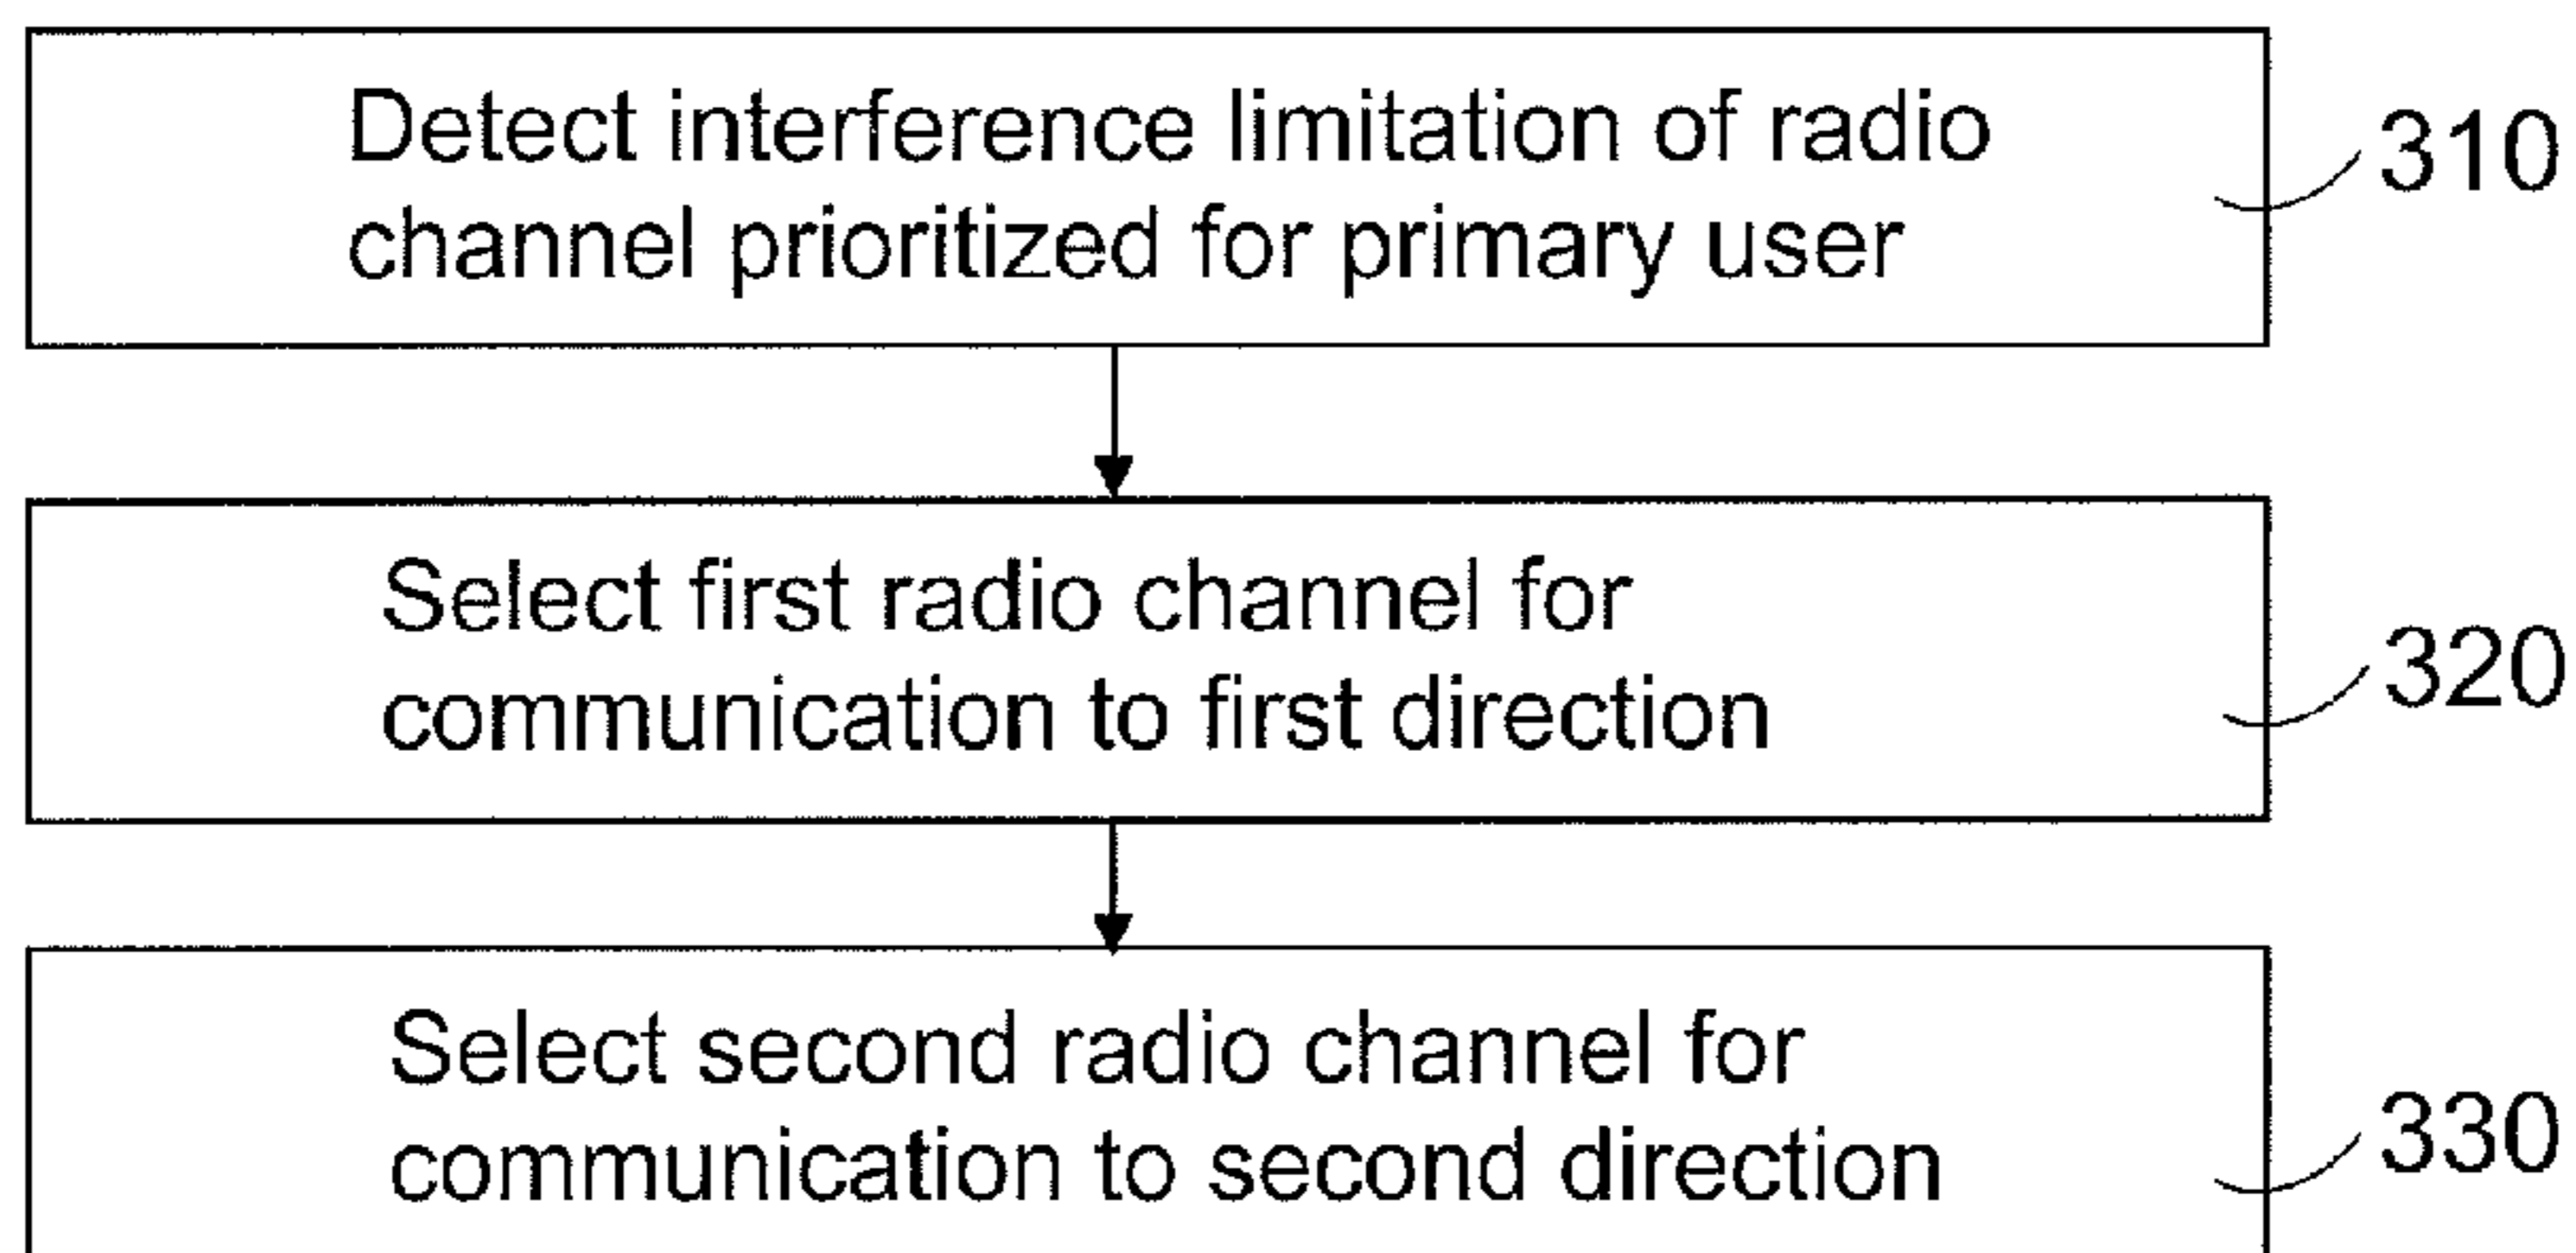 Detect interference limitation of radio
channel prioritized for primary user
310
Select first radio channel for
communication to first direction
320
Select second radio channel for
communication to second direction
330